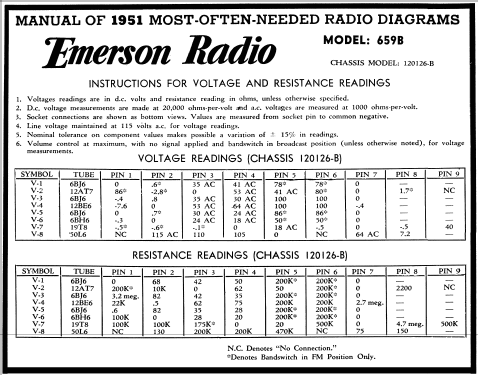 MANUAL OF 1951 MOST-OFTEN-NEEDED RADIO DIAGRAMS
Emerson Radio
MODEL: 659B
CHASSIS MODEL: 120126-B
INSTRUCTIONS FOR VOLTAGE AND RESISTANCE READINGS
1. Voltages readings are in d.c. volts and resistance reading in ohms, unless otherwise specified.
2. D.c. voltage measurements are made at 20,000 ohms-per-volt and a.c. voltages are measured at 1000 ohms-per-volt.
3. Socket connections are shown as bottom views. Values are measured from socket pin to common negative.
4. Line voltage maintained at 115 volts a.c. for voltage readings.
5. Nominal tolerance on component values makes possible a variation of ± 15% in readings.
6. Volume control at maximum, with no signal applied and bandswitch in broadcast position (unless otherwise noted), for voltage
measurements.
VOLTAGE READINGS (CHASSIS 120126-B)
SYMBOL TUBE PIN 1 PIN 2 PIN 3 PIN 4 PIN 5 PIN 6 PIN 7 PIN 8 PIN 9
V-1 6BJ6 0 .6* 35 AC 41 AC 78* 78* 0 —
V-2 12AT7 86* -2.8* 0 53 AC 41 AC 80* 0 1.7* NC
V-3 6BJ6 -.4 .8 35 AC 30 AC 100 100 0 —
V-4 12BE6 -7.6 0 53 AC 64 AC 100 100 -.4 —
V-5 6BJ6 0 .7* 30 AC 24 AC 86* 86* 0 —
V-6 6BH6 -.3 0 24 AC 18 AC 50* 50* 0 —
V-7 19T8 -.5* -.6* -.1* 0 18 AC -.5 0 -.5 40
V-8 50L6 NC 115 AC 110 105 0 NC 64 AC 7.2 —
RESISTANCE READINGS (CHASSIS 120126-B)
SYMBOL TUBE PIN 1 PIN 2 PIN 3 PIN 4 PIN 5 PIN 6 PIN 7 PIN 8 PIN 9
V-1 6BJ6 0 68 42 50 200K* 200K* 0 —
V-2 12AT7 200K* 10K 0 62 50 200K* 0 2200 NC
V-3 6BJ6 3.2 meg. 82 42 35 200K 200K 0 —
V-4 12BE6 22K .5 62 75 200K 200K 2.7 meg. —
V-5 6BJ6 .6 82 35 28 200K* 200K* 0 —
V-6 6BH6 100K 0 28 20 200K* 200K* 0 —
V-7 19T8 100K 100K 175K* 0 20 500K 0 4.7 meg. 500K
V-8 50L6 NC 130 200K 200K 470K NC 75 150 —
N.C. Denotes "No Connection."
*Denotes Bandswitch in FM Position Only.